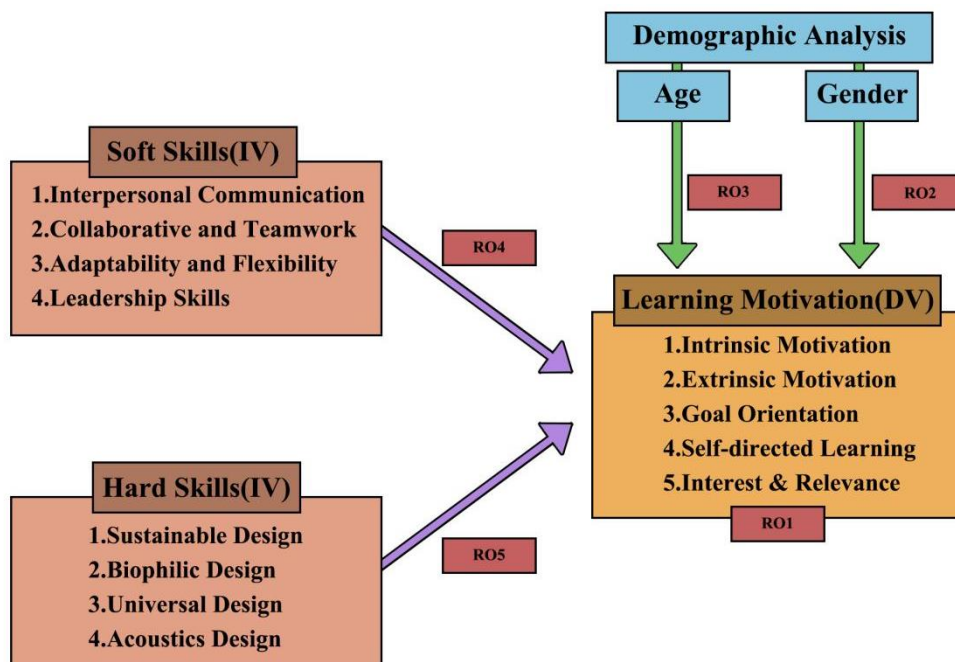 Demographic Analysis
Age
Gender
RO3
RO2
Soft Skills(IV)
1.Interpersonal Communication
2.Collaborative and Teamwork
3.Adaptability and Flexibility
4.Leadership Skills
RO4
Learning Motivation(DV)
1.Intrinsic Motivation
2.Extrinsic Motivation
3.Goal Orientation
4.Self-directed Learning
5.Interest & Relevance
RO1
Hard Skills(IV)
1.Sustainable Design
2.Biophilic Design
3.Universal Design
4.Acoustics Design
RO5